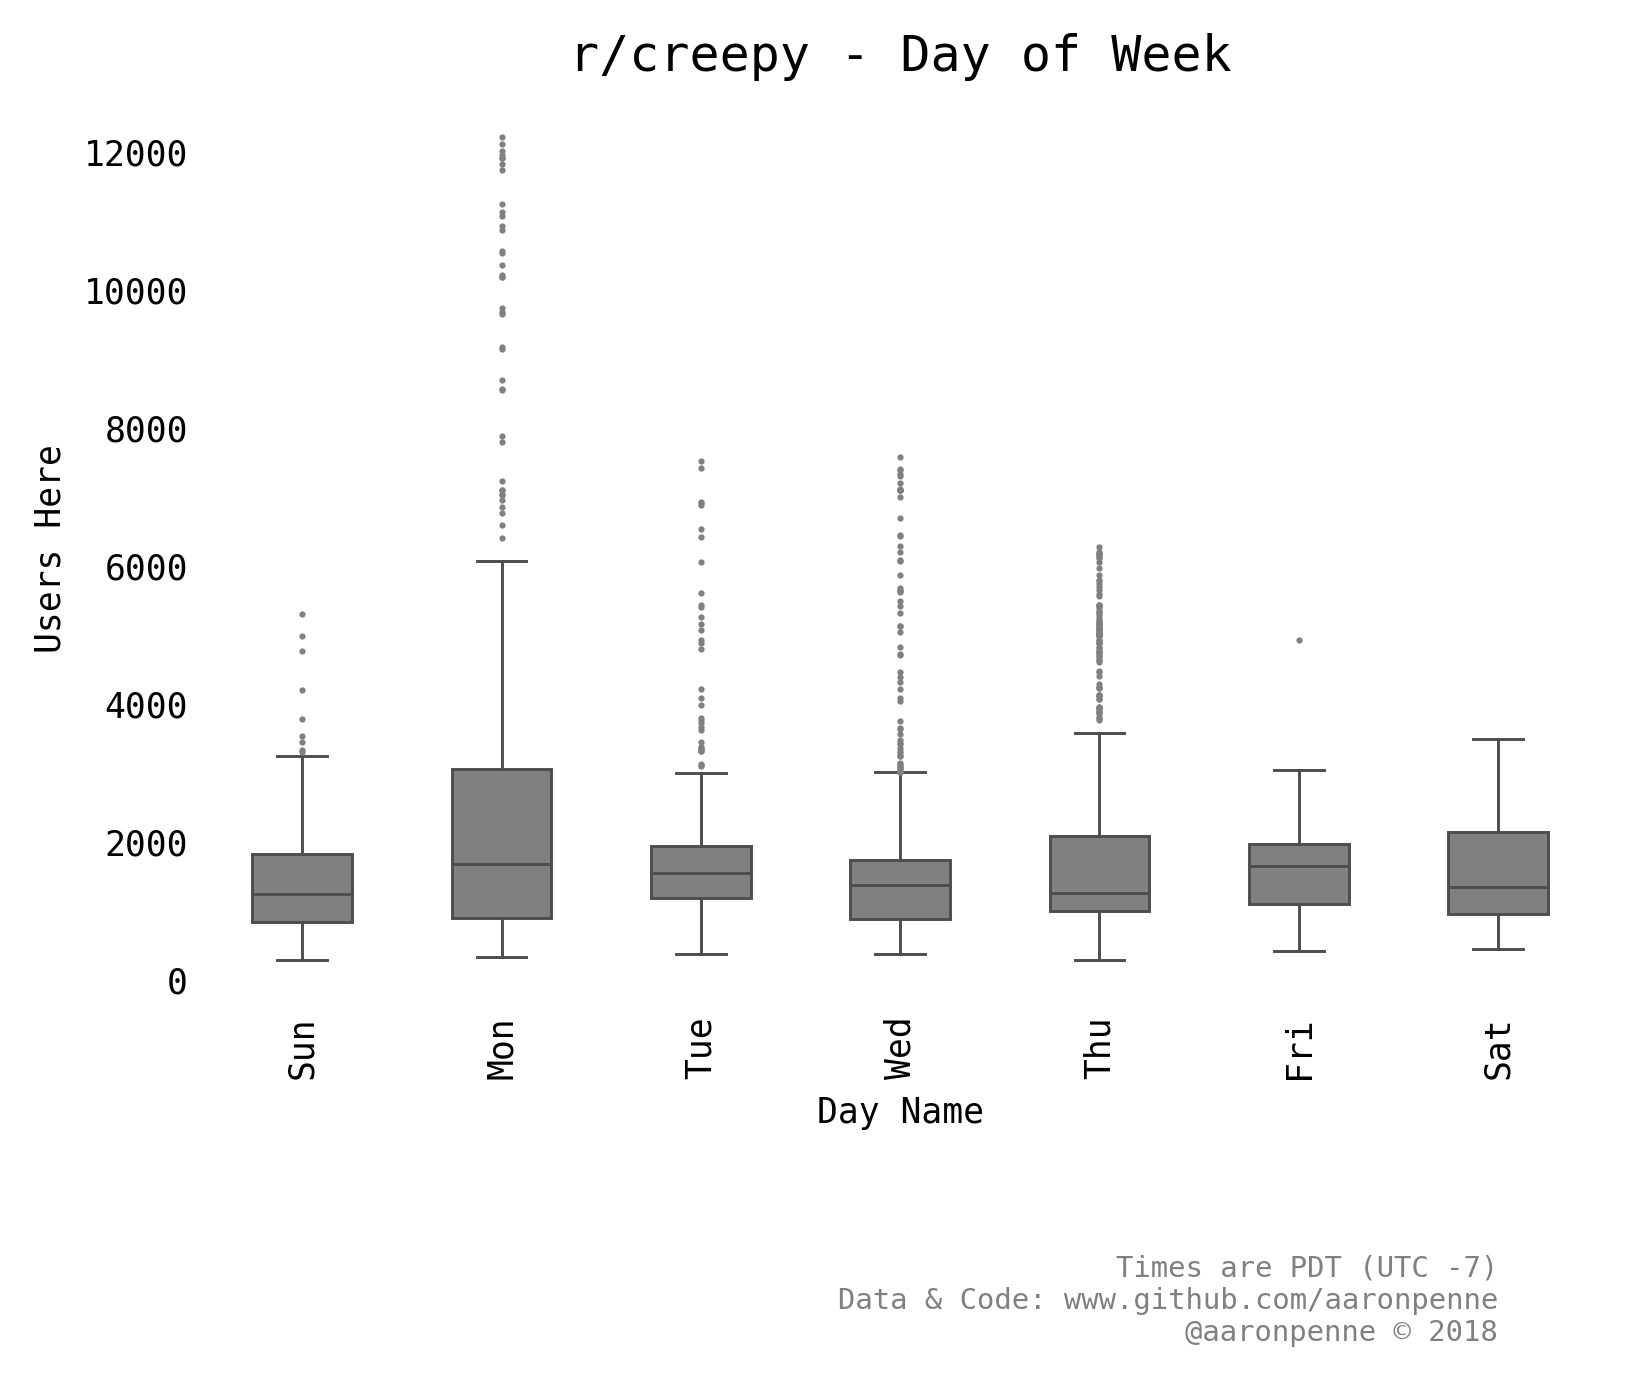 r/creepy - Day of Week
12000
10000
8000
6000
4000
2000
0
Users Here
Sun
Mon
Tue
Wed
Thu
Fri
Sat
Day Name
Times are PDT (UTC -7)
Data & Code: www.github.com/aaronpenne
@aaronpenne © 2018